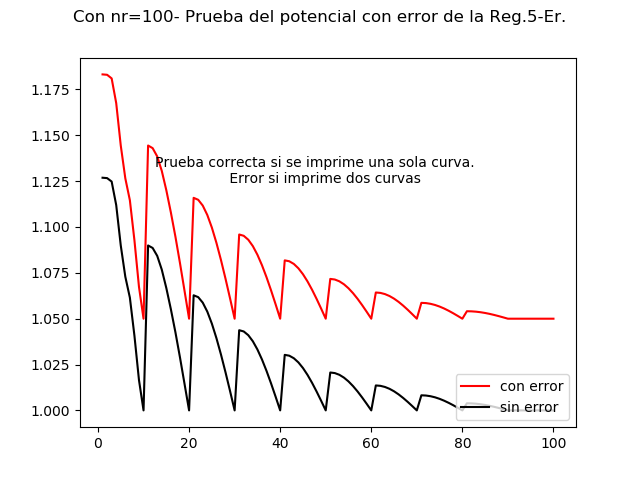 Con nr=100- Prueba del potencial con error de la Reg.5-Er.
1.175
1.150
Prueba correcta si se imprime una sola curva.
Error si imprime dos curvas
1.125
1.100
1.075
1.050
1.025
1.000
con error
sin error
0 20 40 60 80 100